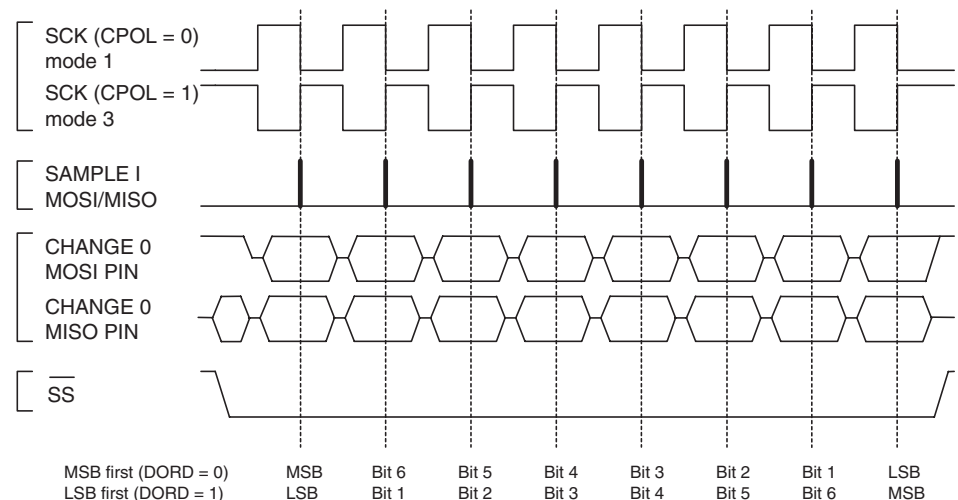 SCK (CPOL = 0)
mode 1
SCK (CPOL = 1)
mode 3
SAMPLE I
MOSI/MISO
CHANGE 0
MOSI PIN
CHANGE 0
MISO PIN
SS
MSB first (DORD = 0) MSB Bit 6 Bit 5 Bit 4 Bit 3 Bit 2 Bit 1 LSB
LSB first (DORD = 1) LSB Bit 1 Bit 2 Bit 3 Bit 4 Bit 5 Bit 6 MSB